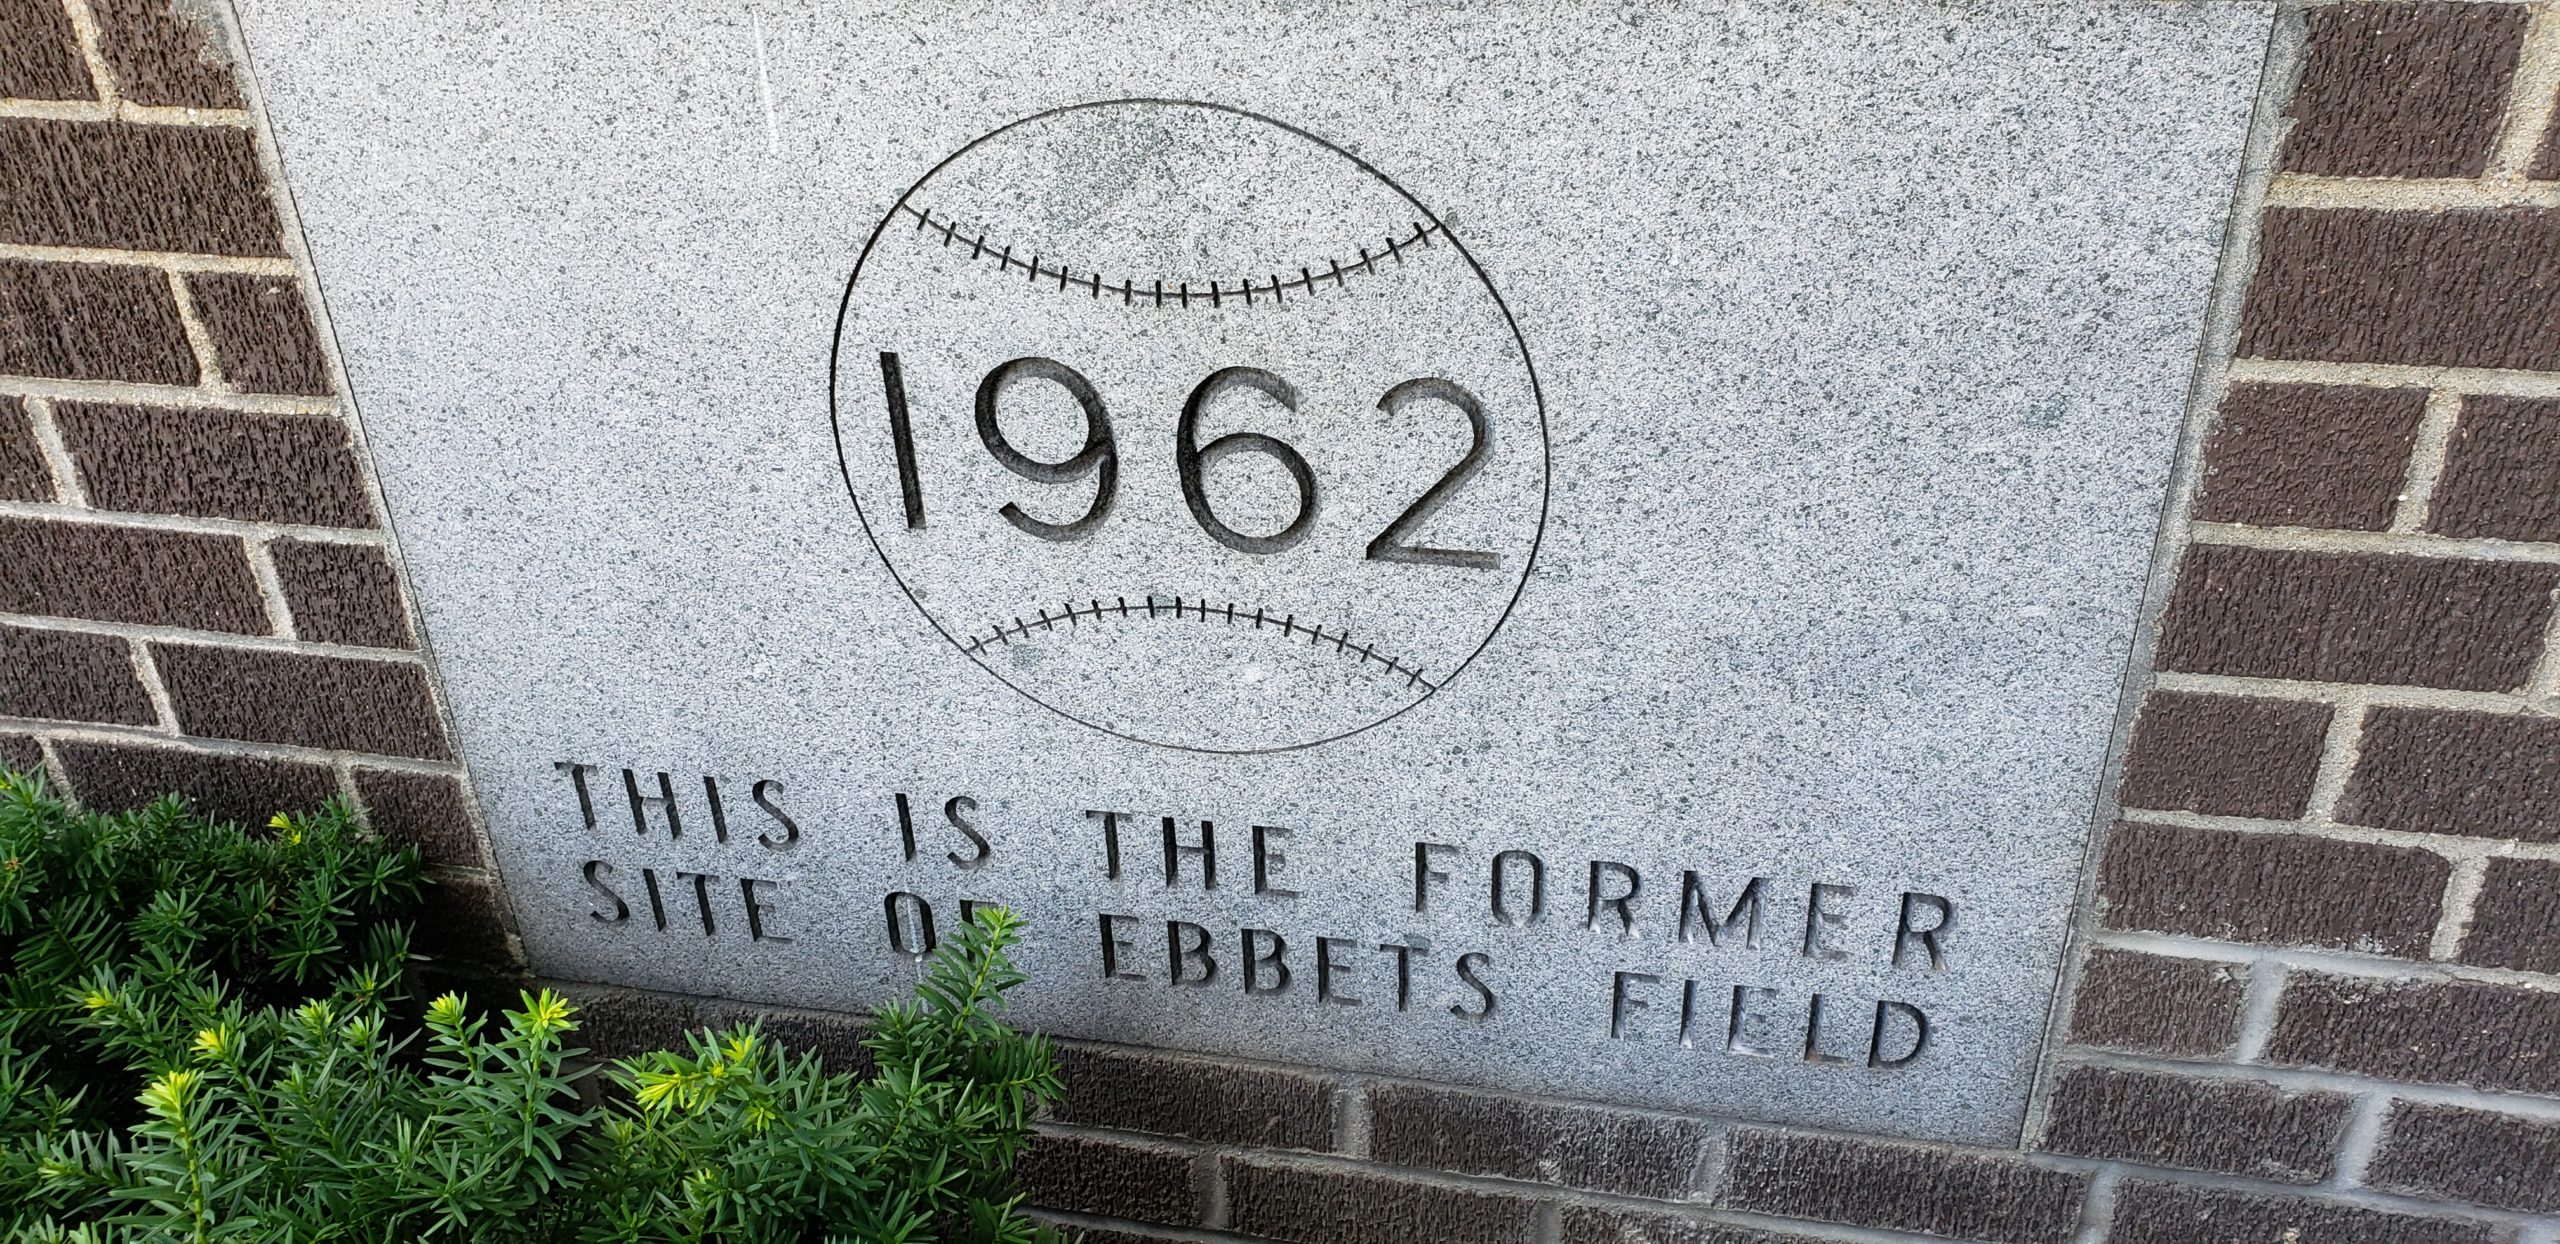 1962
THIS IS THE FORMER
SITE OF EBBETS FIELD